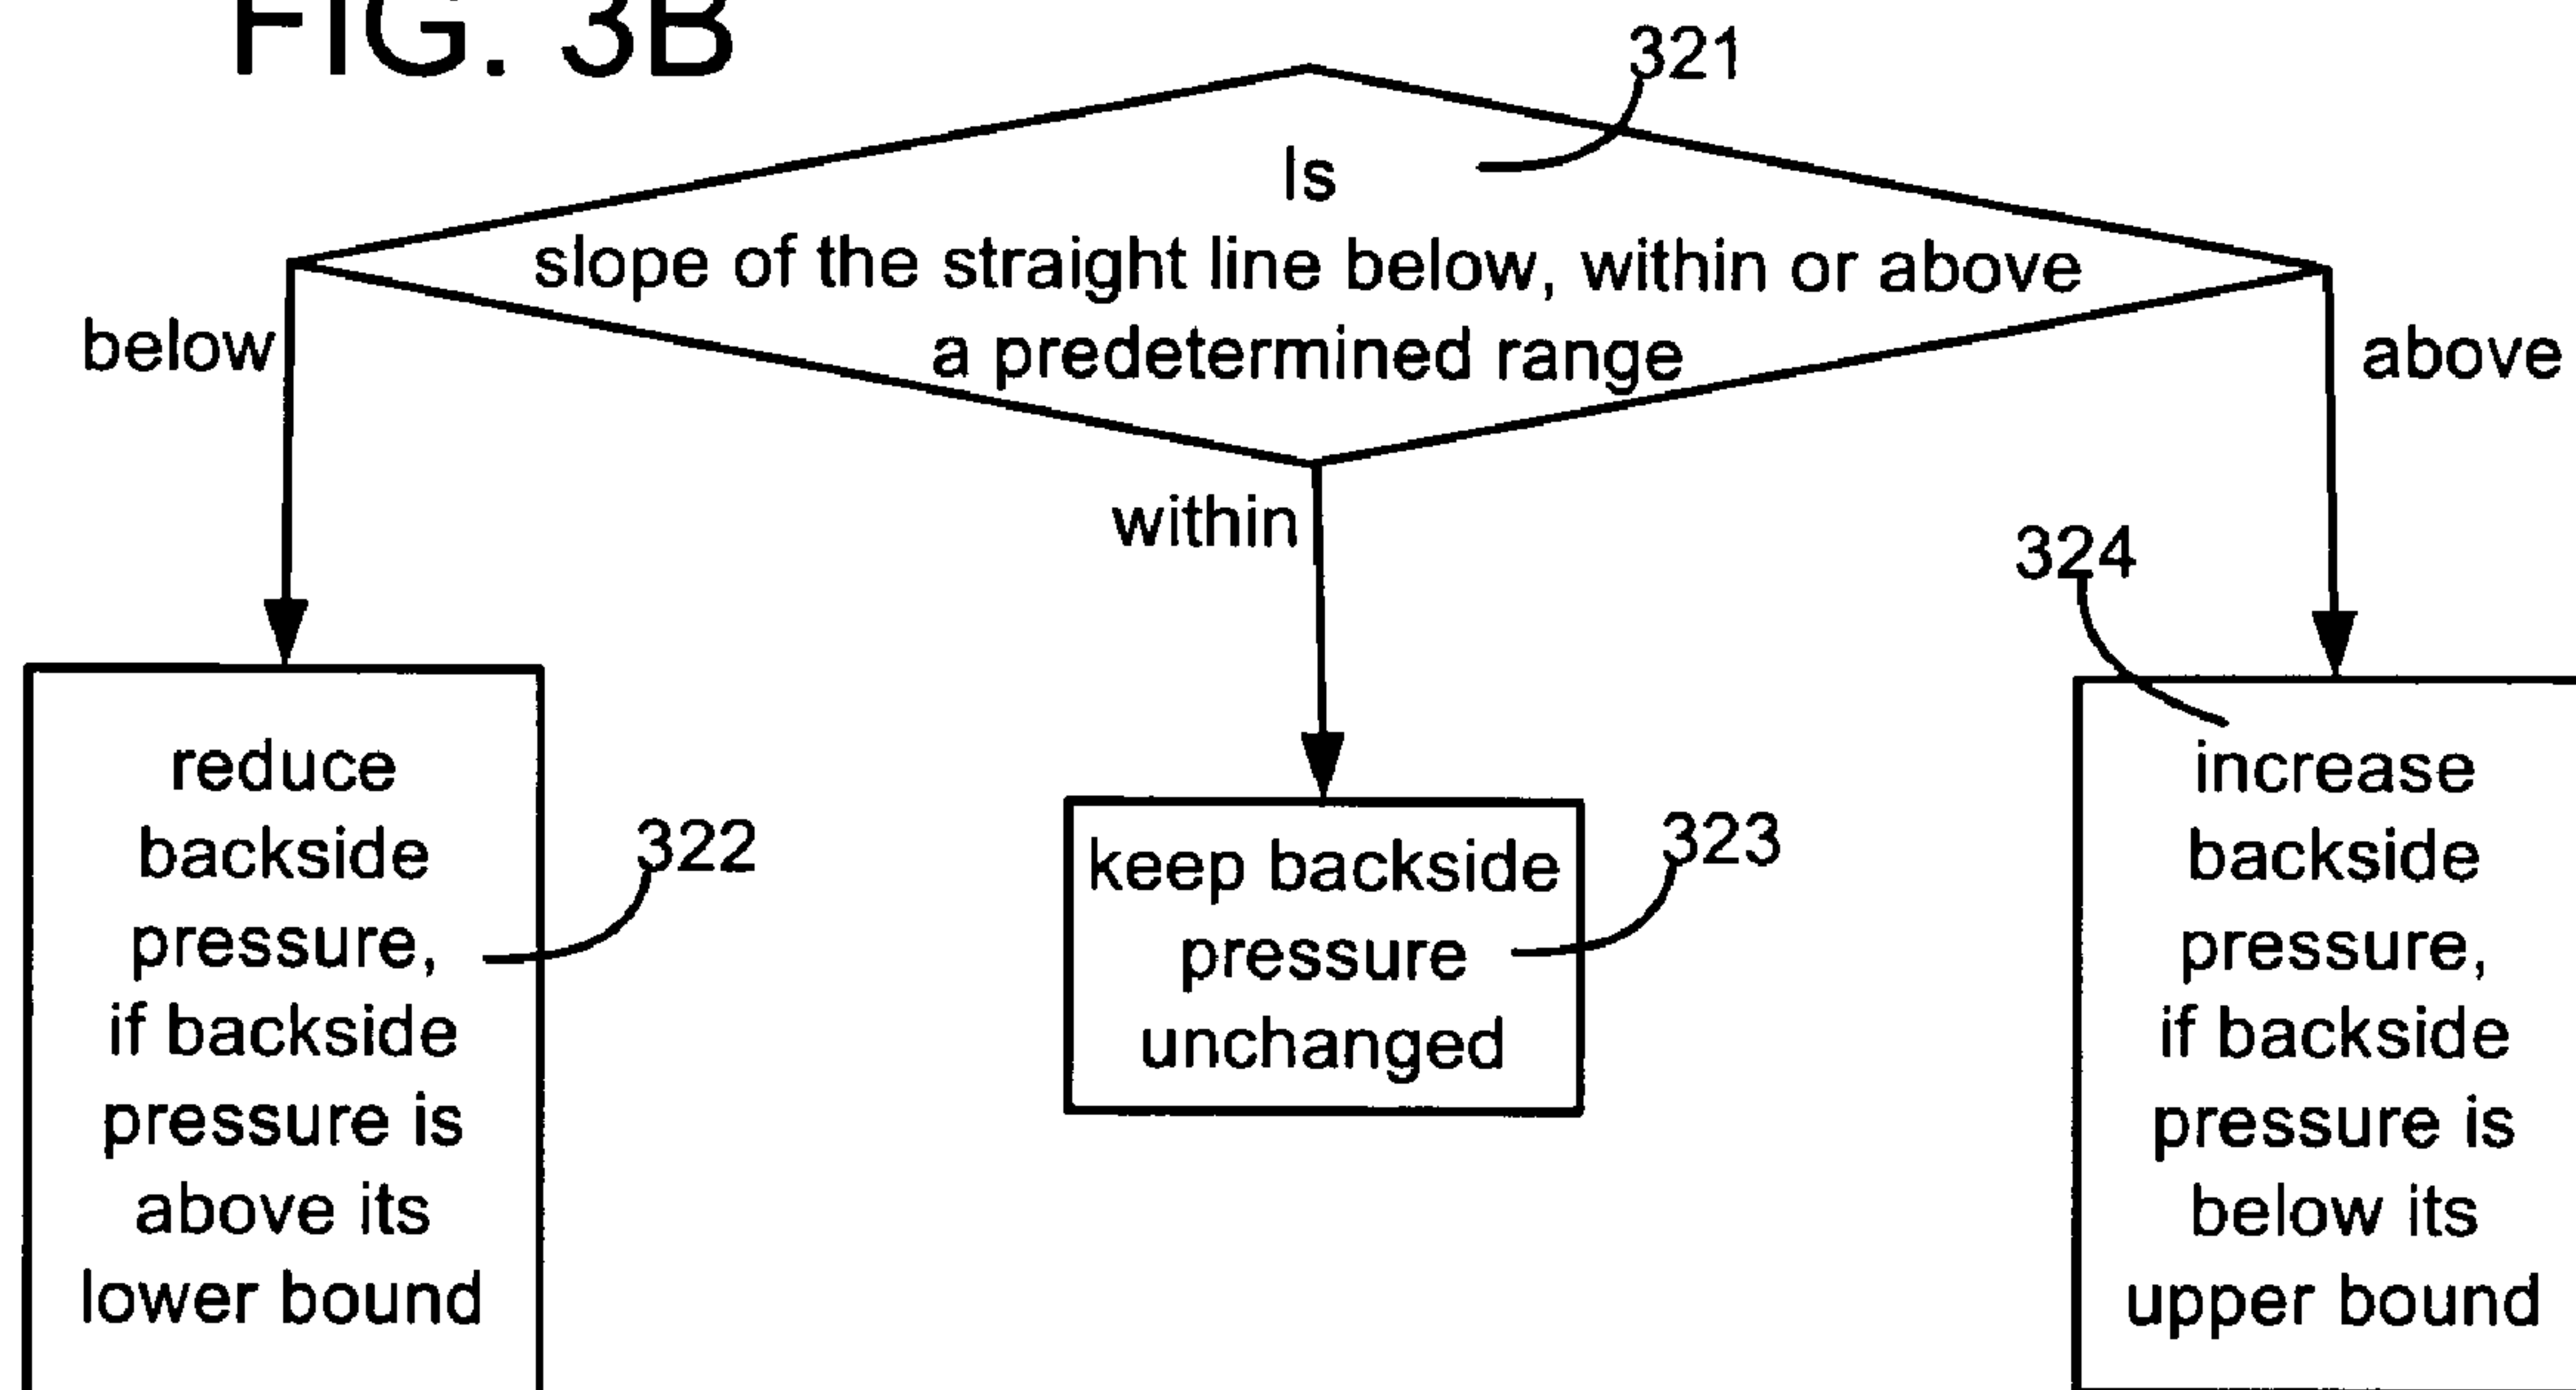 FIG. 3B
321
Is
slope of the straight line below, within or above
a predetermined range
below
above
within
324
reduce
backside
pressure,
if backside
pressure is
above its
lower bound
322
keep backside
pressure
unchanged
323
increase
backside
pressure,
if backside
pressure is
below its
upper bound